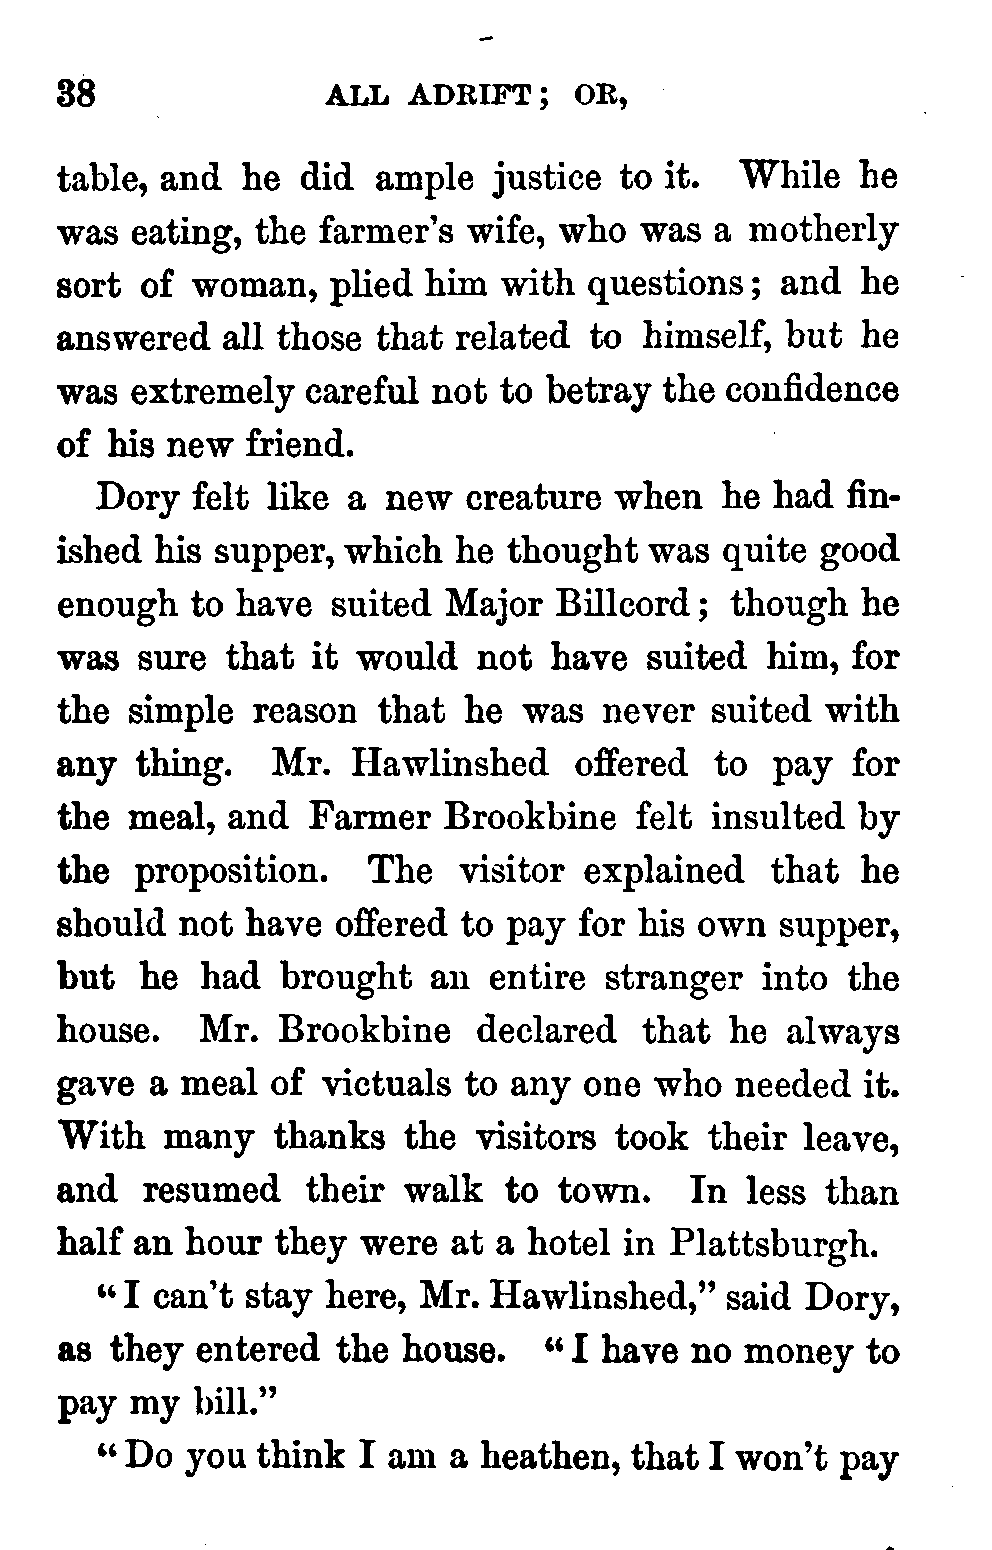 38 ALL ADRIFT; OR,
table, and he did ample justice to it. While he
was eating, the farmer's wife, who was a motherly
sort of woman, plied him with questions; and he
answered all those that related to himself, but he
was extremely careful not to betray the confidence
of his new friend.
Dory felt like a new creature when he had fin-
ished his supper, which he thought was quite good
enough to have suited Major Billcord; though he
was sure that it would not have suited him, for
the simple reason that he was never suited with
any thing. Mr. Hawlinshed offered to pay for
the meal, and Farmer Brookbine felt insulted by
the proposition. The visitor explained that he
should not have offered to pay for his own supper,
but he had brought an entire stranger into the
house. Mr. Brookbine declared that he always
gave a meal of victuals to any one who needed it.
With many thanks the visitors took their leave,
and resumed their walk to town. In less than
half an hour they were at a hotel in Plattsburgh.
"I can't stay here, Mr. Hawlinshed," said Dory,
as they entered the house. "I have no money to
pay my bill."
"Do you think I am a heathen, that I won't pay